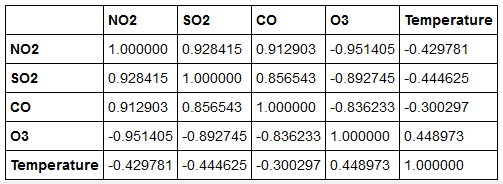 NO2 SO2 CO O3 Temperature
NO2 1.000000 0.928415 0.912903 -0.951405 -0.429781
SO2 0.928415 1.000000 0.856543 -0.892745 -0.444625
CO 0.912903 0.856543 1.000000 -0.836233 -0.300297
O3 -0.951405 -0.892745 -0.836233 1.000000 0.448973
Temperature -0.429781 -0.444625 -0.300297 0.448973 1.000000